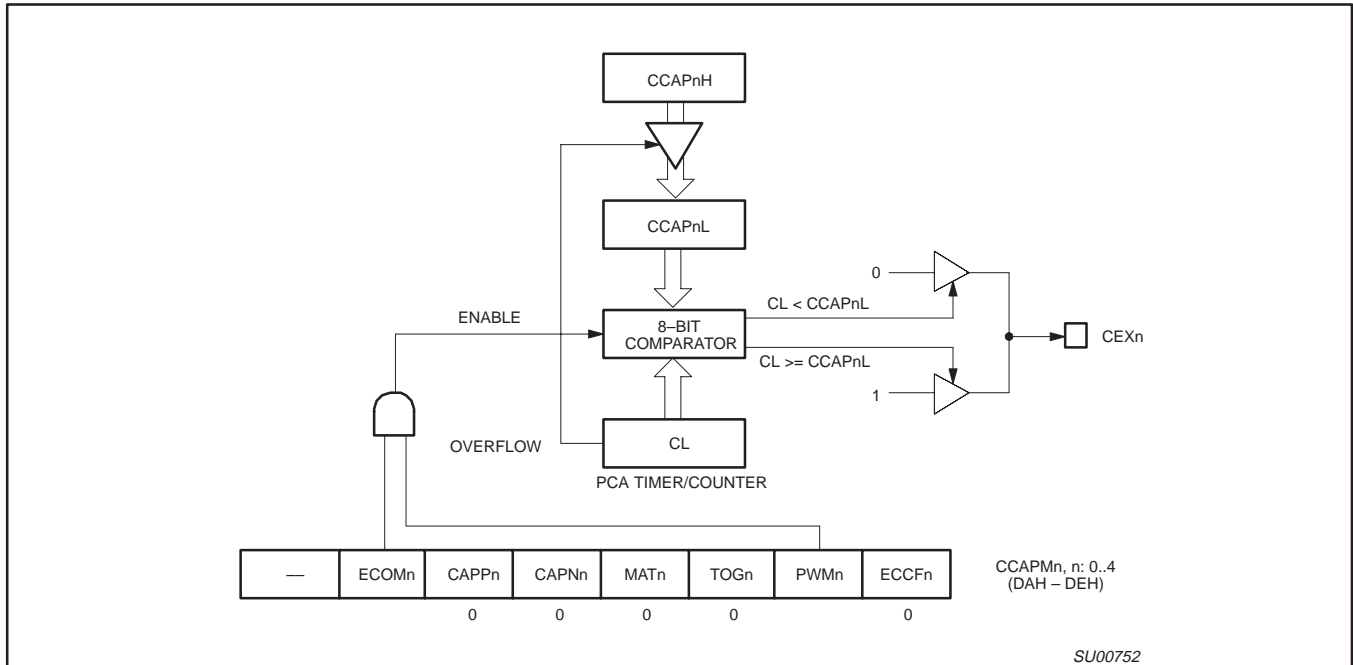 CCAPnH
CCAPnL
0
CL < CCAPnL
ENABLE
8–BIT
COMPARATOR
CEXn
CL >= CCAPnL
1
OVERFLOW
CL
PCA TIMER/COUNTER
— ECOMn CAPPn CAPNn MATn TOGn PWMn ECCFn
CCAPMn, n: 0..4
(DAH – DEH)
0 0 0 0 0
SU00752